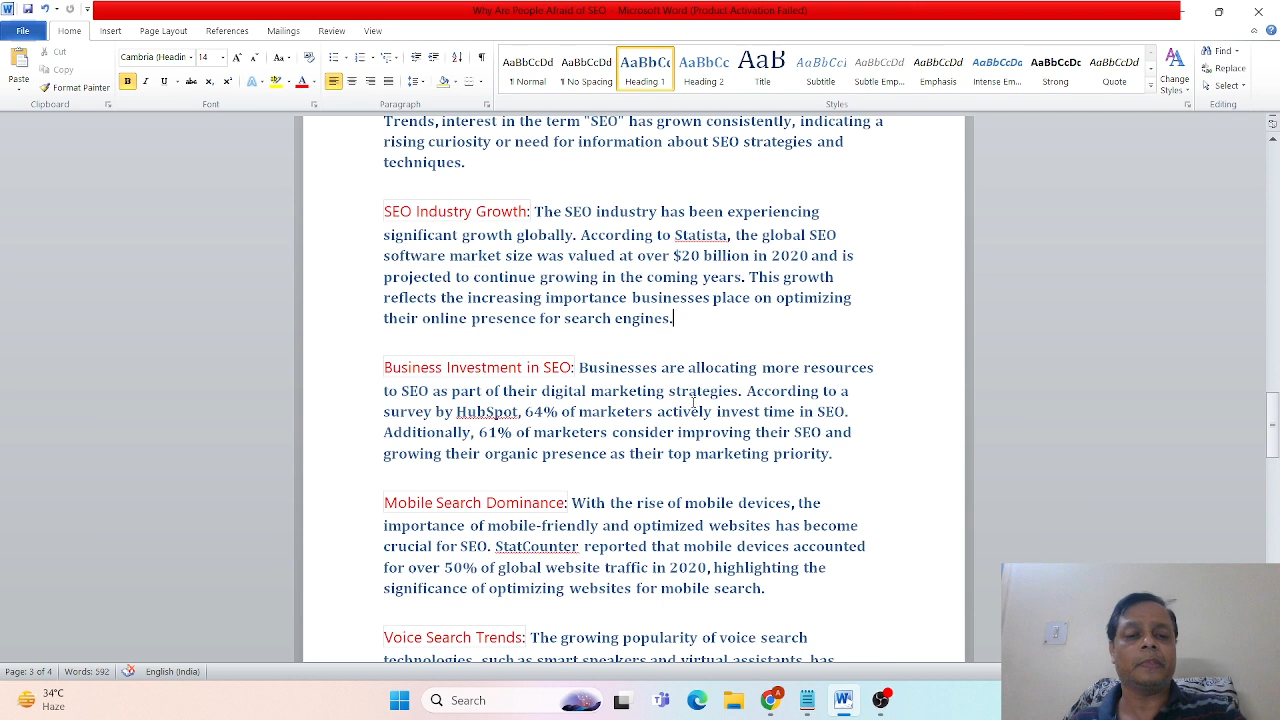 Why Are People Afraid of SEO - Microsoft Word (Product Activation Failed)
File Home Insert Page Layout References Mailings Review View
Cut
Copy
Format Painter
Paste
Cambria (Headin 14
AaBbCcDc AaBbCcDc AaBbCc AaBbCc AaB AaBbCcI AaBbCcDd AaBbCcDd AaBbCcDd AaBbCcDc AaBbCcDd
¶ Normal ¶ No Spacing Heading 1 Heading 2 Title Subtitle Subtle Emp... Emphasis Intense Em... Strong Quote
Change Styles
Find
Replace
Select
Clipboard Font Paragraph Styles Editing
Trends, interest in the term "SEO" has grown consistently, indicating a
rising curiosity or need for information about SEO strategies and
techniques.
SEO Industry Growth: The SEO industry has been experiencing
significant growth globally. According to Statista, the global SEO
software market size was valued at over $20 billion in 2020 and is
projected to continue growing in the coming years. This growth
reflects the increasing importance businesses place on optimizing
their online presence for search engines.
Business Investment in SEO: Businesses are allocating more resources
to SEO as part of their digital marketing strategies. According to a
survey by HubSpot, 64% of marketers actively invest time in SEO.
Additionally, 61% of marketers consider improving their SEO and
growing their organic presence as their top marketing priority.
Mobile Search Dominance: With the rise of mobile devices, the
importance of mobile-friendly and optimized websites has become
crucial for SEO. StatCounter reported that mobile devices accounted
for over 50% of global website traffic in 2020, highlighting the
significance of optimizing websites for mobile search.
Voice Search Trends: The growing popularity of voice search
technologies, such as smart speakers and virtual assistants, has
Page: 3 of 4 Words: 592 English (India)
34°C
Haze
Search